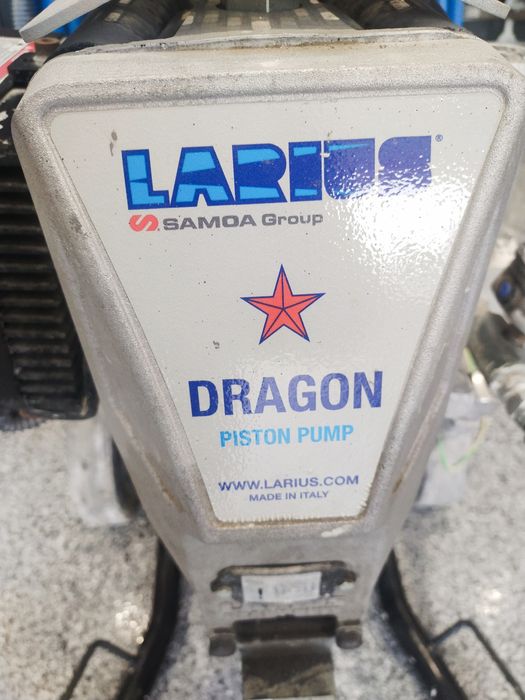 LARIUS®
SAMOA Group
DRAGON
PISTON PUMP
WWW.LARIUS.COM
MADE IN ITALY